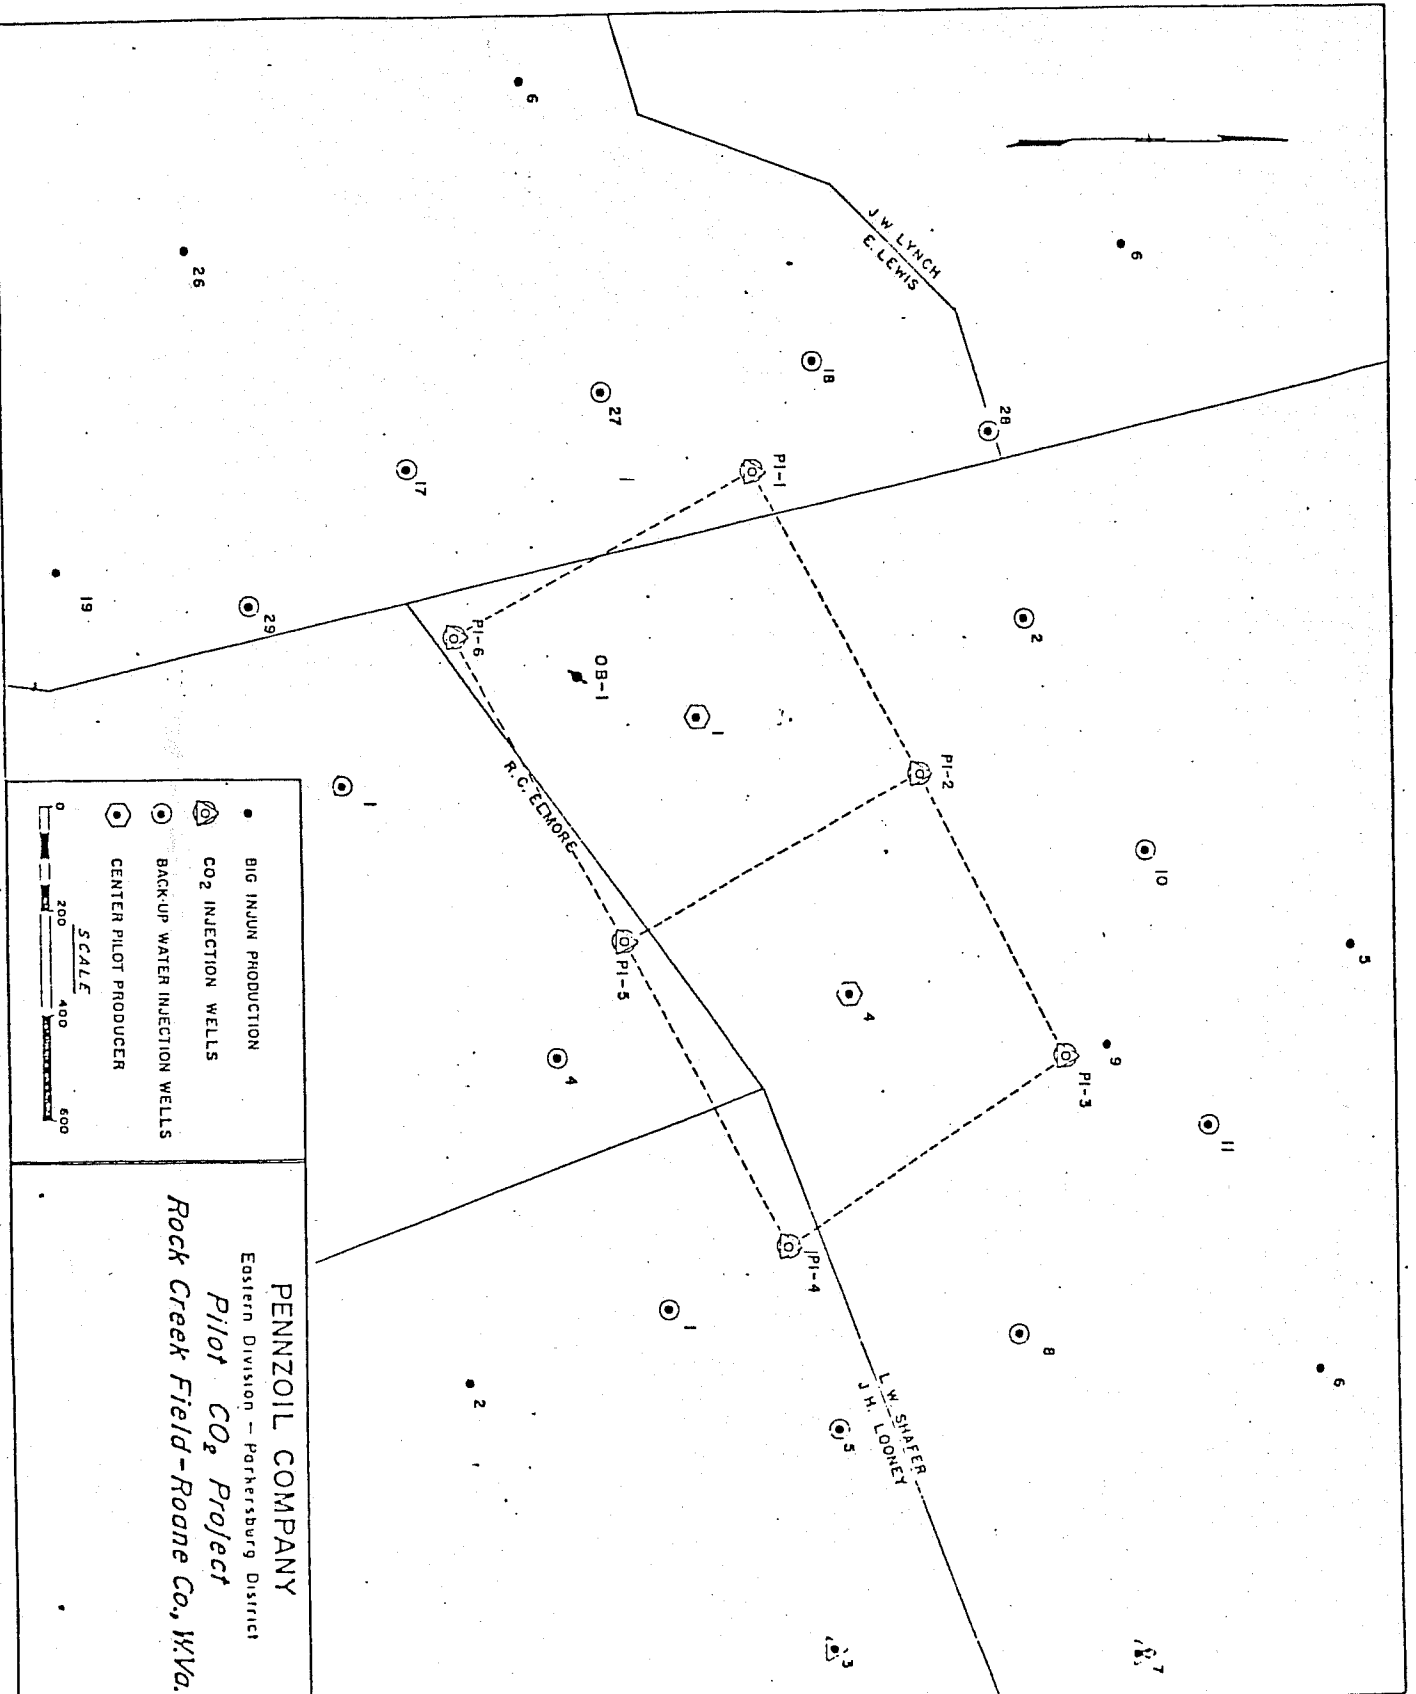 6
6
26
J. W. LYNCH
E. LEWIS
18
27
28
17
PI-1
19
29
2
PI-6
OB-1
1
PI-2
R. C. ELMORE
1
10
5
9
PI-3
4
PI-5
4
11
PI-4
1
8
6
2
5
L. W. SHAFER
J. H. LOONEY
3
7
BIG INJUN PRODUCTION
CO2 INJECTION WELLS
BACK-UP WATER INJECTION WELLS
CENTER PILOT PRODUCER
0 200 400 600
SCALE
PENNZOIL COMPANY
Eastern Division - Parkersburg District
Pilot CO2 Project
Rock Creek Field-Roane Co., W.Va.